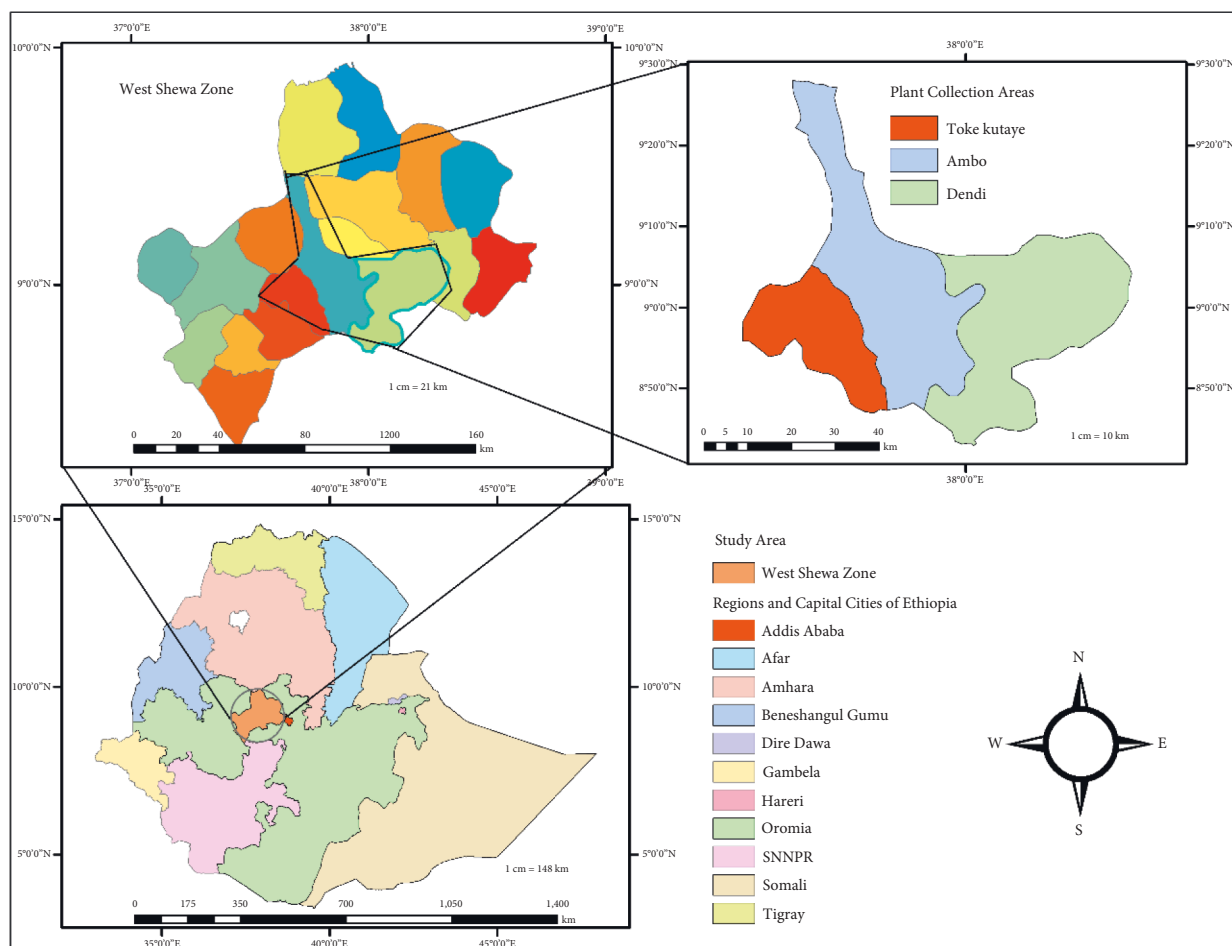 37°0'0"E 38°0'0"E 39°0'0"E
10°0'0"N 10°0'0"N
West Shewa Zone
9°0'0"N 9°0'0"N
1 cm = 21 km
0 20 40 80 1200 160
km
37°0'0"E 38°0'0"E 39°0'0"E
38°0'0"E
9°30'0"N 9°30'0"N
Plant Collection Areas
Toke kutaye
Ambo
Dendi
9°20'0"N 9°20'0"N
9°10'0"N 9°10'0"N
9°0'0"N 9°0'0"N
8°50'0"N 8°50'0"N
0 5 10 20 30 40
km
1 cm = 10 km
38°0'0"E
35°0'0"E 40°0'0"E 45°0'0"E
15°0'0"N 15°0'0"N
10°0'0"N 10°0'0"N
5°0'0"N 5°0'0"N
1 cm = 148 km
0 175 350 700 1,050 1,400
km
35°0'0"E 40°0'0"E 45°0'0"E
Study Area
West Shewa Zone
Regions and Capital Cities of Ethiopia
Addis Ababa
Afar
Amhara
Beneshangul Gumu
Dire Dawa
Gambela
Hareri
Oromia
SNNPR
Somali
Tigray
N
W E
S